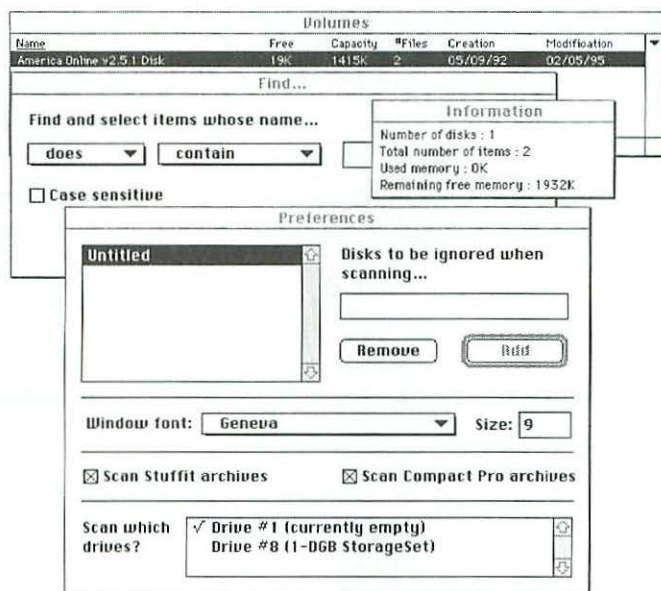 Volumes
Name Free Capacity #Files Creation Modification
America Online v2.5.1 Disk 19K 1415K 2 05/09/92 02/05/95
Find...
Find and select items whose name...
does contain
Case sensitive
Information
Number of disks : 1
Total number of items : 2
Used memory : 0K
Remaining free memory : 1932K
Preferences
Untitled
Disks to be ignored when
scanning...
Remove Add
Window font: Geneva Size: 9
Scan Stuffit archives Scan Compact Pro archives
Scan which
drives?
√ Drive #1 (currently empty)
Drive #8 (1-DGB StorageSet)